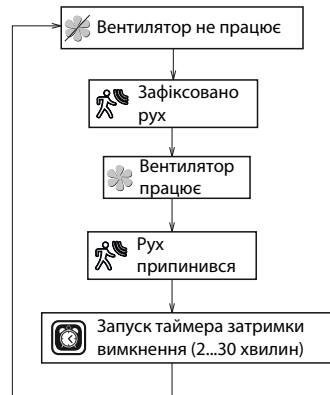 Вентилятор не працює
Зафіксовано
рух
Вентилятор
працює
Рух
припинився
Запуск таймера затримки
вимкнення (2...30 хвилин)